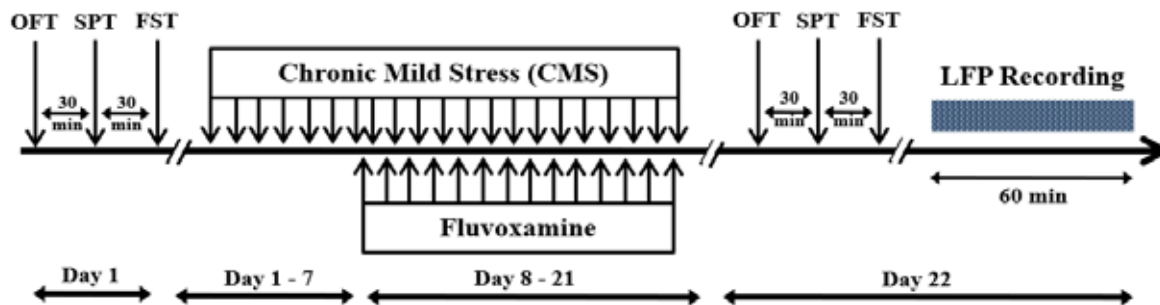 OFT SPT FST
30 min
30 min
Chronic Mild Stress (CMS)
OFT SPT FST
30 min
30 min
LFP Recording
60 min
Fluvoxamine
Day 1
Day 1 - 7
Day 8 - 21
Day 22